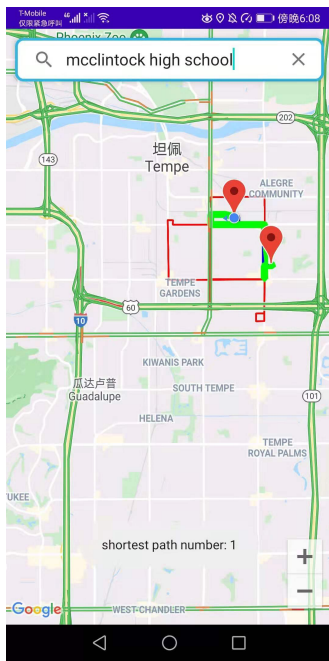 T-Mobile
仅限紧急呼叫
46
傍晚6:08
Phoenix Zoo
mcclintock high school
202
坦佩
Tempe
143
ALEGRE
COMMUNITY
TEMPE
GARDENS
60
10
KIWANIS PARK
瓜达卢普
Guadalupe
SOUTH TEMPE
101
HELENA
TEMPE
ROYAL PALMS
UKEE
shortest path number: 1
+
−
Google
WEST CHANDLER